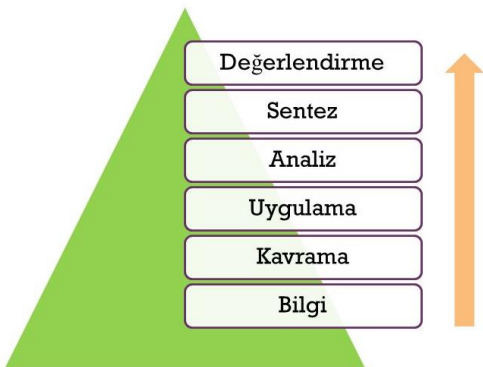 Değerlendirme
Sentez
Analiz
Uygulama
Kavrama
Bilgi